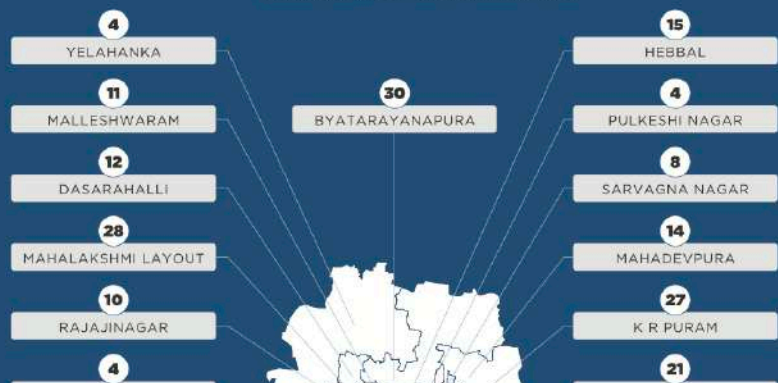 4
YELAHANKA
11
MALLESHWARAM
12
DASARAHALLI
28
MAHALAKSHMI LAYOUT
10
RAJAJINAGAR
4
30
BYATARAYANAPURA
15
HEBBAL
4
PULKESHI NAGAR
8
SARVAGNA NAGAR
14
MAHADEVPURA
27
K R PURAM
21